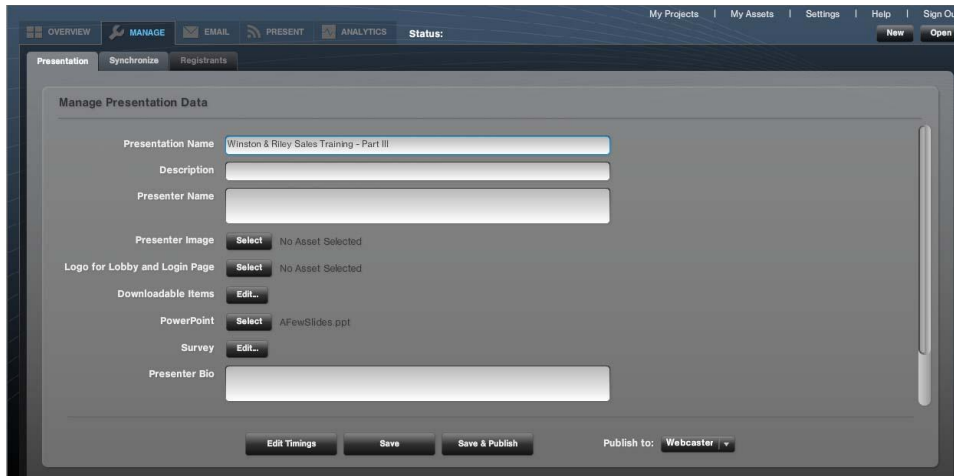 My Projects | My Assets | Settings | Help | Sign Ou
OVERVIEW MANAGE EMAIL PRESENT ANALYTICS Status: New Open
Presentation Synchronize Registrants
Manage Presentation Data
Presentation Name Winston & Riley Sales Training - Part III
Description
Presenter Name
Presenter Image Select No Asset Selected
Logo for Lobby and Login Page Select No Asset Selected
Downloadable Items Edit...
PowerPoint Select AFewSlides.ppt
Survey Edit...
Presenter Bio
Edit Timings Save Save & Publish Publish to: Webcaster